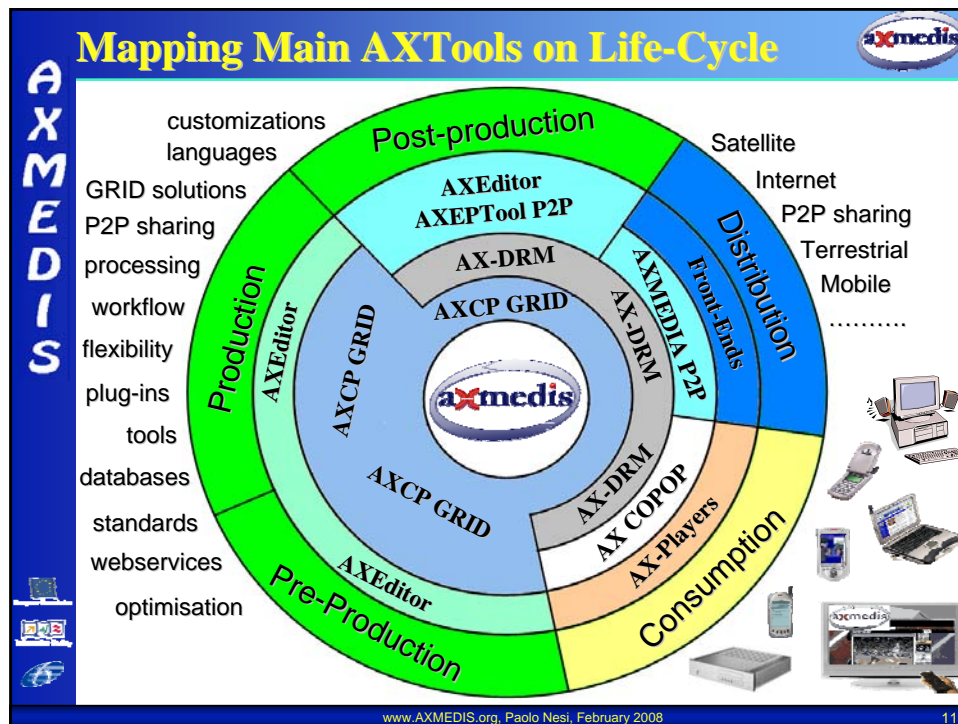 Mapping Main AXTools on Life-Cycle
axmedis
AXMEDIS
customizations
languages
GRID solutions
P2P sharing
processing
workflow
flexibility
plug-ins
tools
databases
standards
webservices
optimisation
Post-production
AXEditor
AXEPTool P2P
AX-DRM
AXCP GRID
Production
AXEditor
AXCP GRID
axmedis
AXCP GRID
AXEditor
Pre-Production
Distribution
Front-Ends
AXMEDIA P2P
AX-DRM
AX-DRM
AX COPOP
AX-Players
Consumption
Satellite
Internet
P2P sharing
Terrestrial
Mobile
..........
axmedis
www.AXMEDIS.org, Paolo Nesi, February 2008
11